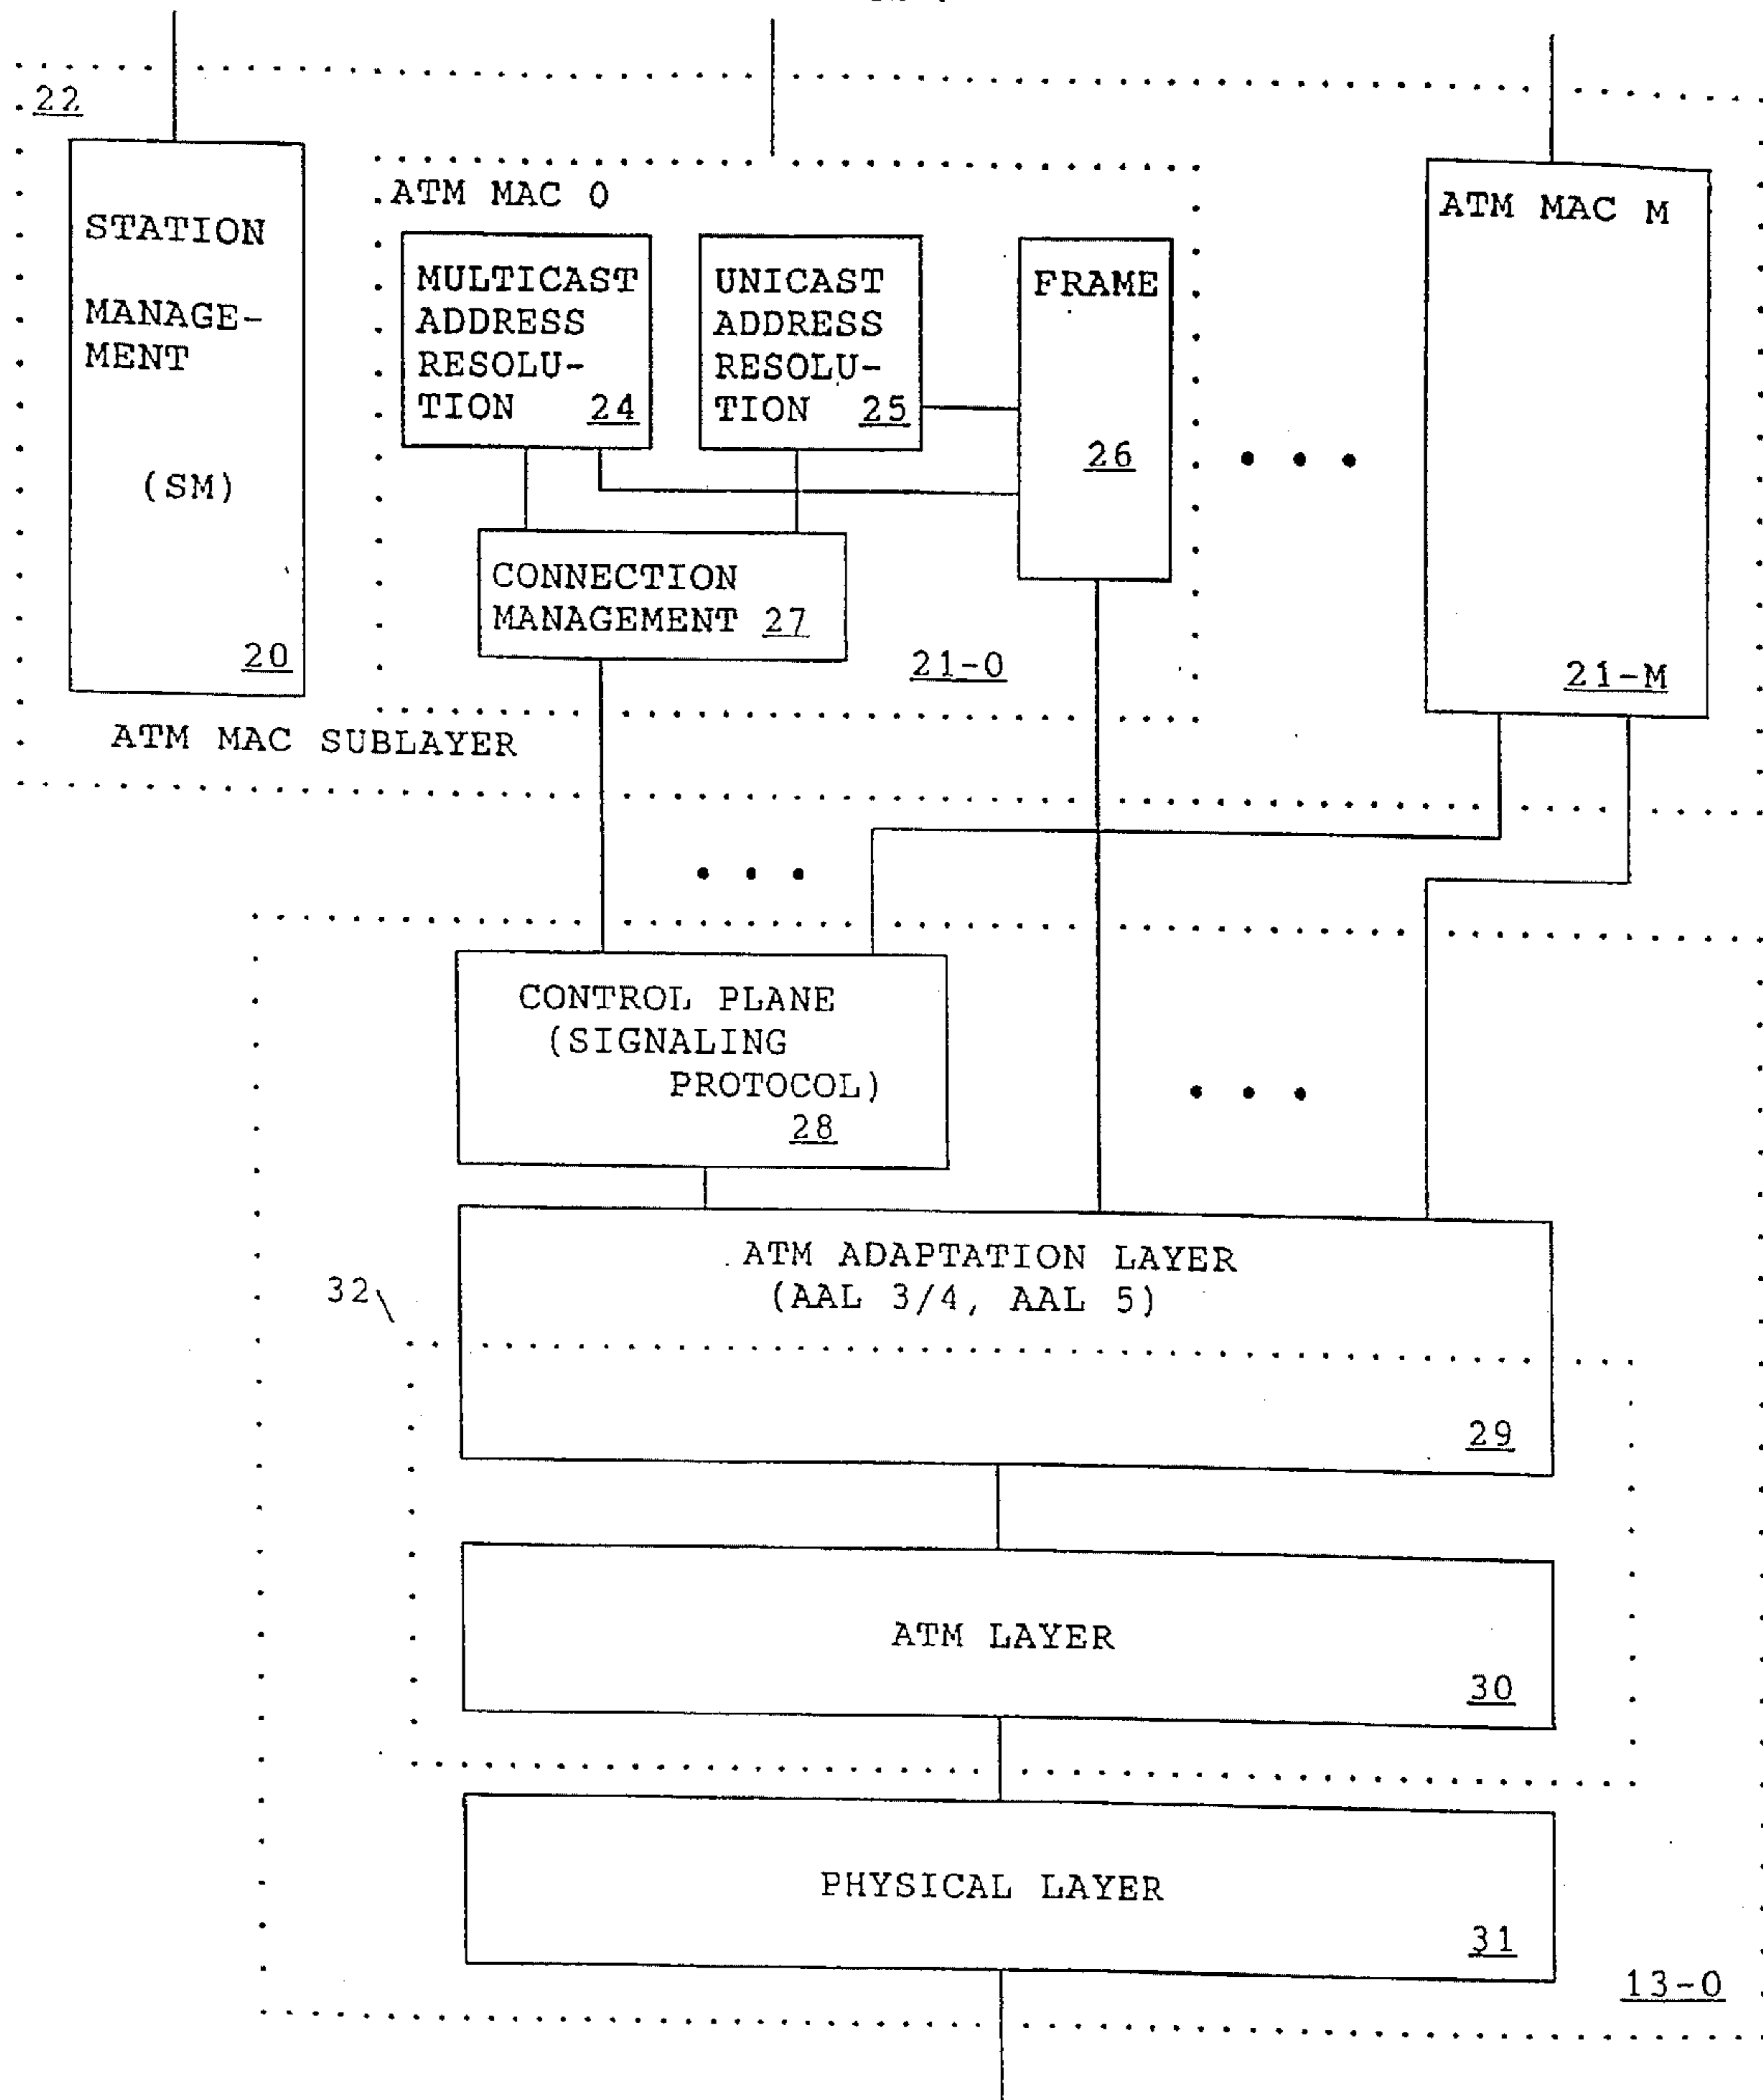 22
STATION
MANAGE-
MENT
(SM)
20
ATM MAC 0
MULTICAST
ADDRESS
RESOLU-
TION 24
UNICAST
ADDRESS
RESOLU-
TION 25
FRAME
26
CONNECTION
MANAGEMENT 27
21-0
ATM MAC M
21-M
ATM MAC SUBLAYER
CONTROL PLANE
(SIGNALING
PROTOCOL)
28
32
ATM ADAPTATION LAYER
(AAL 3/4, AAL 5)
29
ATM LAYER
30
PHYSICAL LAYER
31
13-0